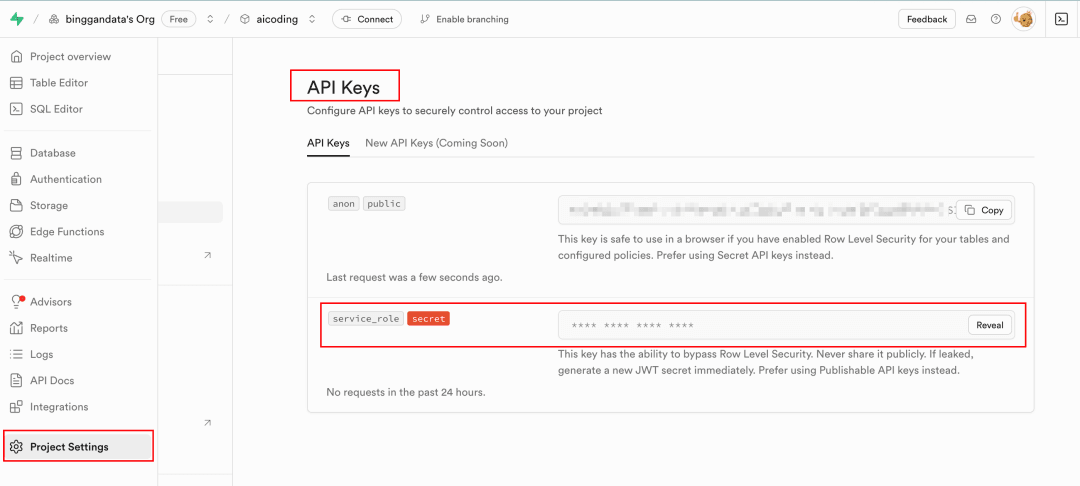 binggandata's Org Free aicoding Connect Enable branching Feedback
Project overview
Table Editor
SQL Editor
Database
Authentication
Storage
Edge Functions
Realtime
Advisors
Reports
Logs
API Docs
Integrations
Project Settings
API Keys
Configure API keys to securely control access to your project
API Keys New API Keys (Coming Soon)
anon public
Copy
This key is safe to use in a browser if you have enabled Row Level Security for your tables and
configured policies. Prefer using Secret API keys instead.
Last request was a few seconds ago.
service_role secret
**** **** **** **** Reveal
This key has the ability to bypass Row Level Security. Never share it publicly. If leaked,
generate a new JWT secret immediately. Prefer using Publishable API keys instead.
No requests in the past 24 hours.